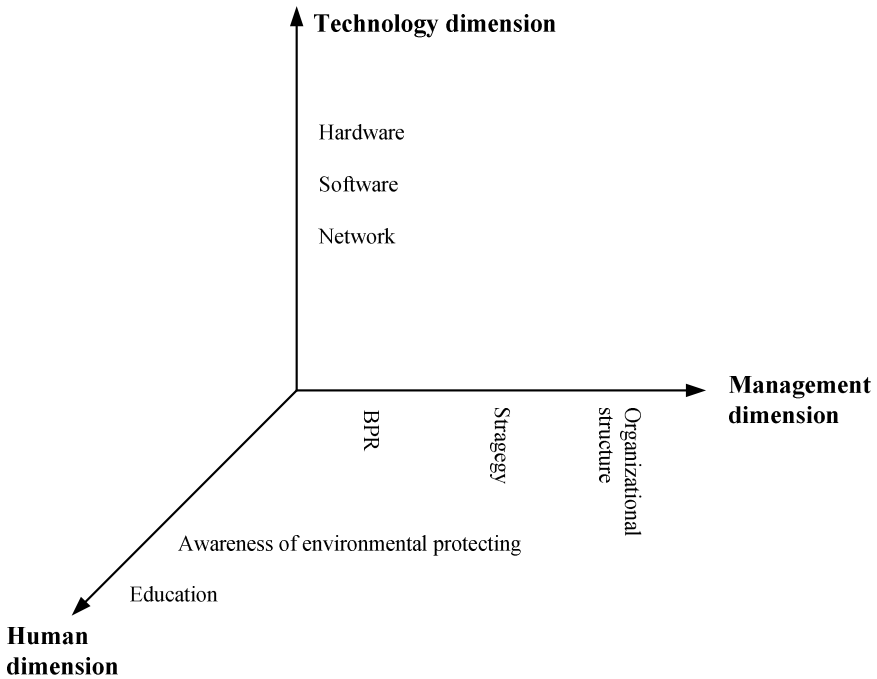 Technology dimension
Hardware
Software
Network
Management
dimension
BPR
Stragegy
Organizational
structure
Awareness of environmental protecting
Education
Human
dimension